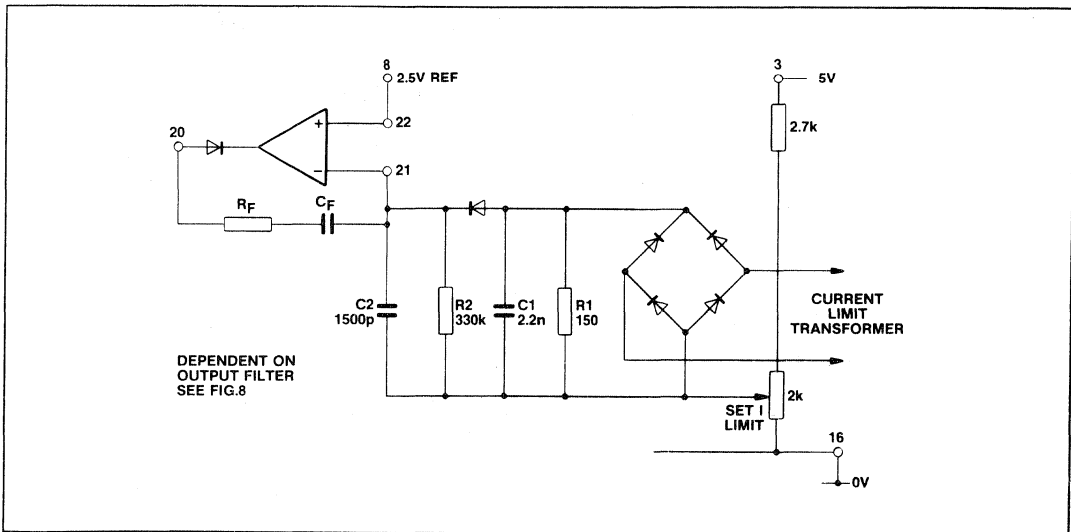 8
2.5V REF
3
5V
20
+
22
2.7k
−
21
RF
CF
C2
1500p
R2
330k
C1
2.2n
R1
150
CURRENT
LIMIT
TRANSFORMER
DEPENDENT ON
OUTPUT FILTER
SEE FIG.8
SET I
LIMIT
2k
16
0V